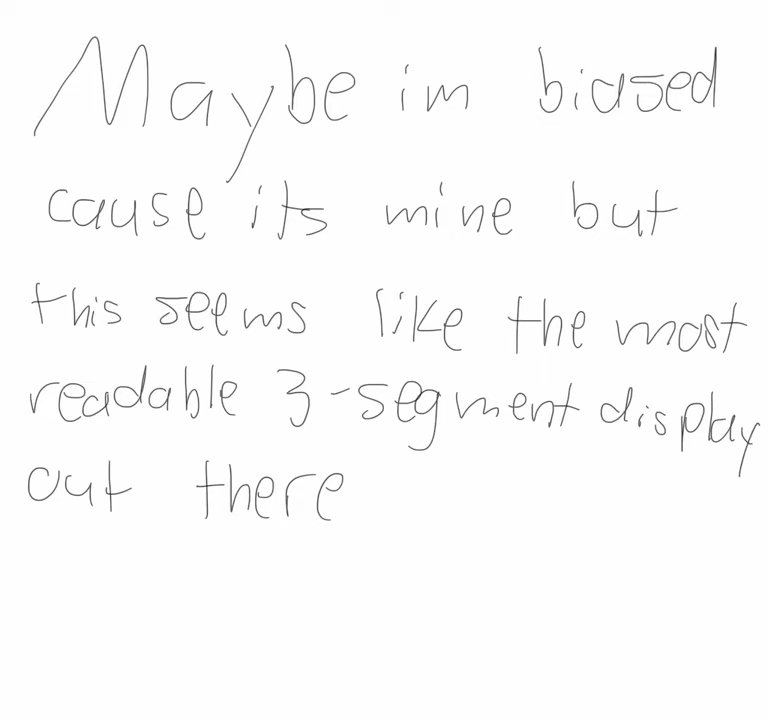 Maybe im biased
cause its mine but
this seems like the most
readable 3-segment display
out there